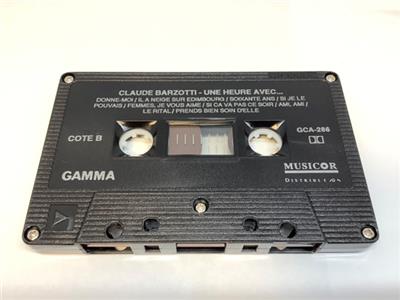 CLAUDE BARZOTTI - UNE HEURE AVEC...
DONNE-MOI / IL A NEIGE SUR EDIMBOURG / SOIXANTE ANS / SI JE LE
POUVAIS / FEMMES, JE VOUS AIME / SI CA VA PAS CE SOIR / AMI, AMI /
LE RITAL / PRENDS BIEN SOIN D'ELLE
COTE B
GCA-286
GAMMA
MUSICOR
DISTRIBUTION